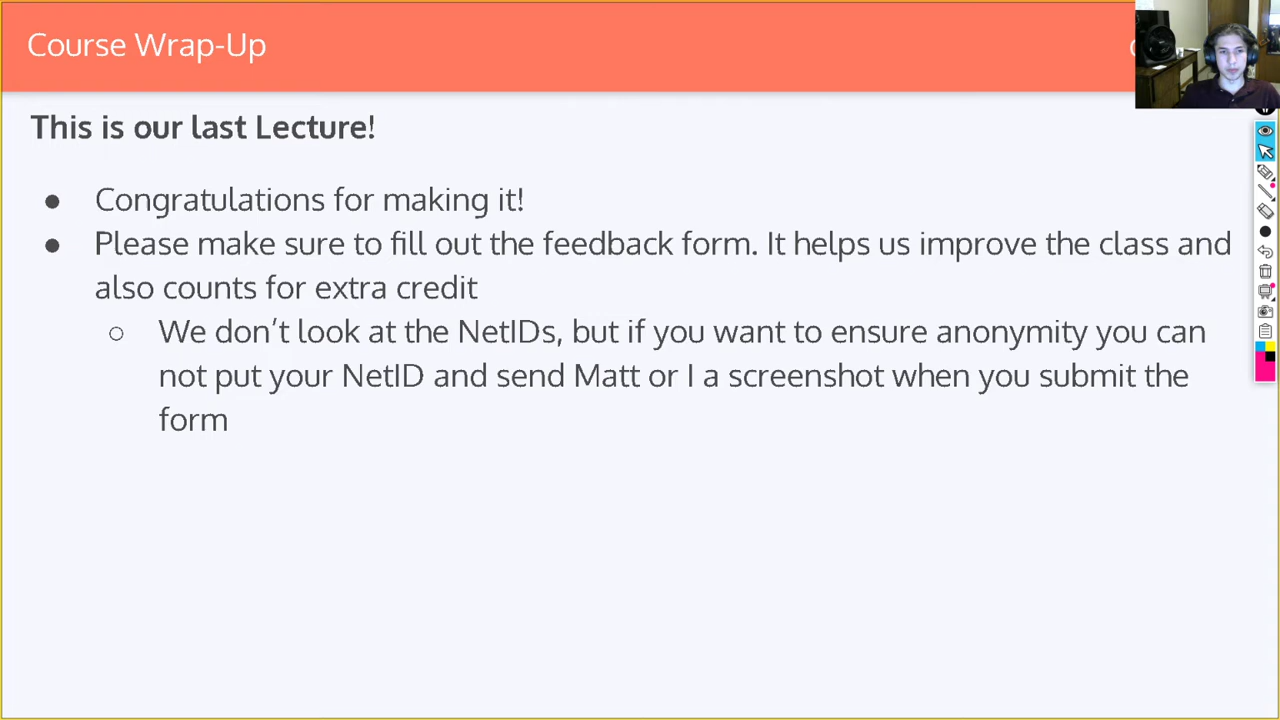 Course Wrap-Up
This is our last Lecture!
● Congratulations for making it!
● Please make sure to fill out the feedback form. It helps us improve the class and
also counts for extra credit
○ We don't look at the NetIDs, but if you want to ensure anonymity you can
not put your NetID and send Matt or I a screenshot when you submit the
form